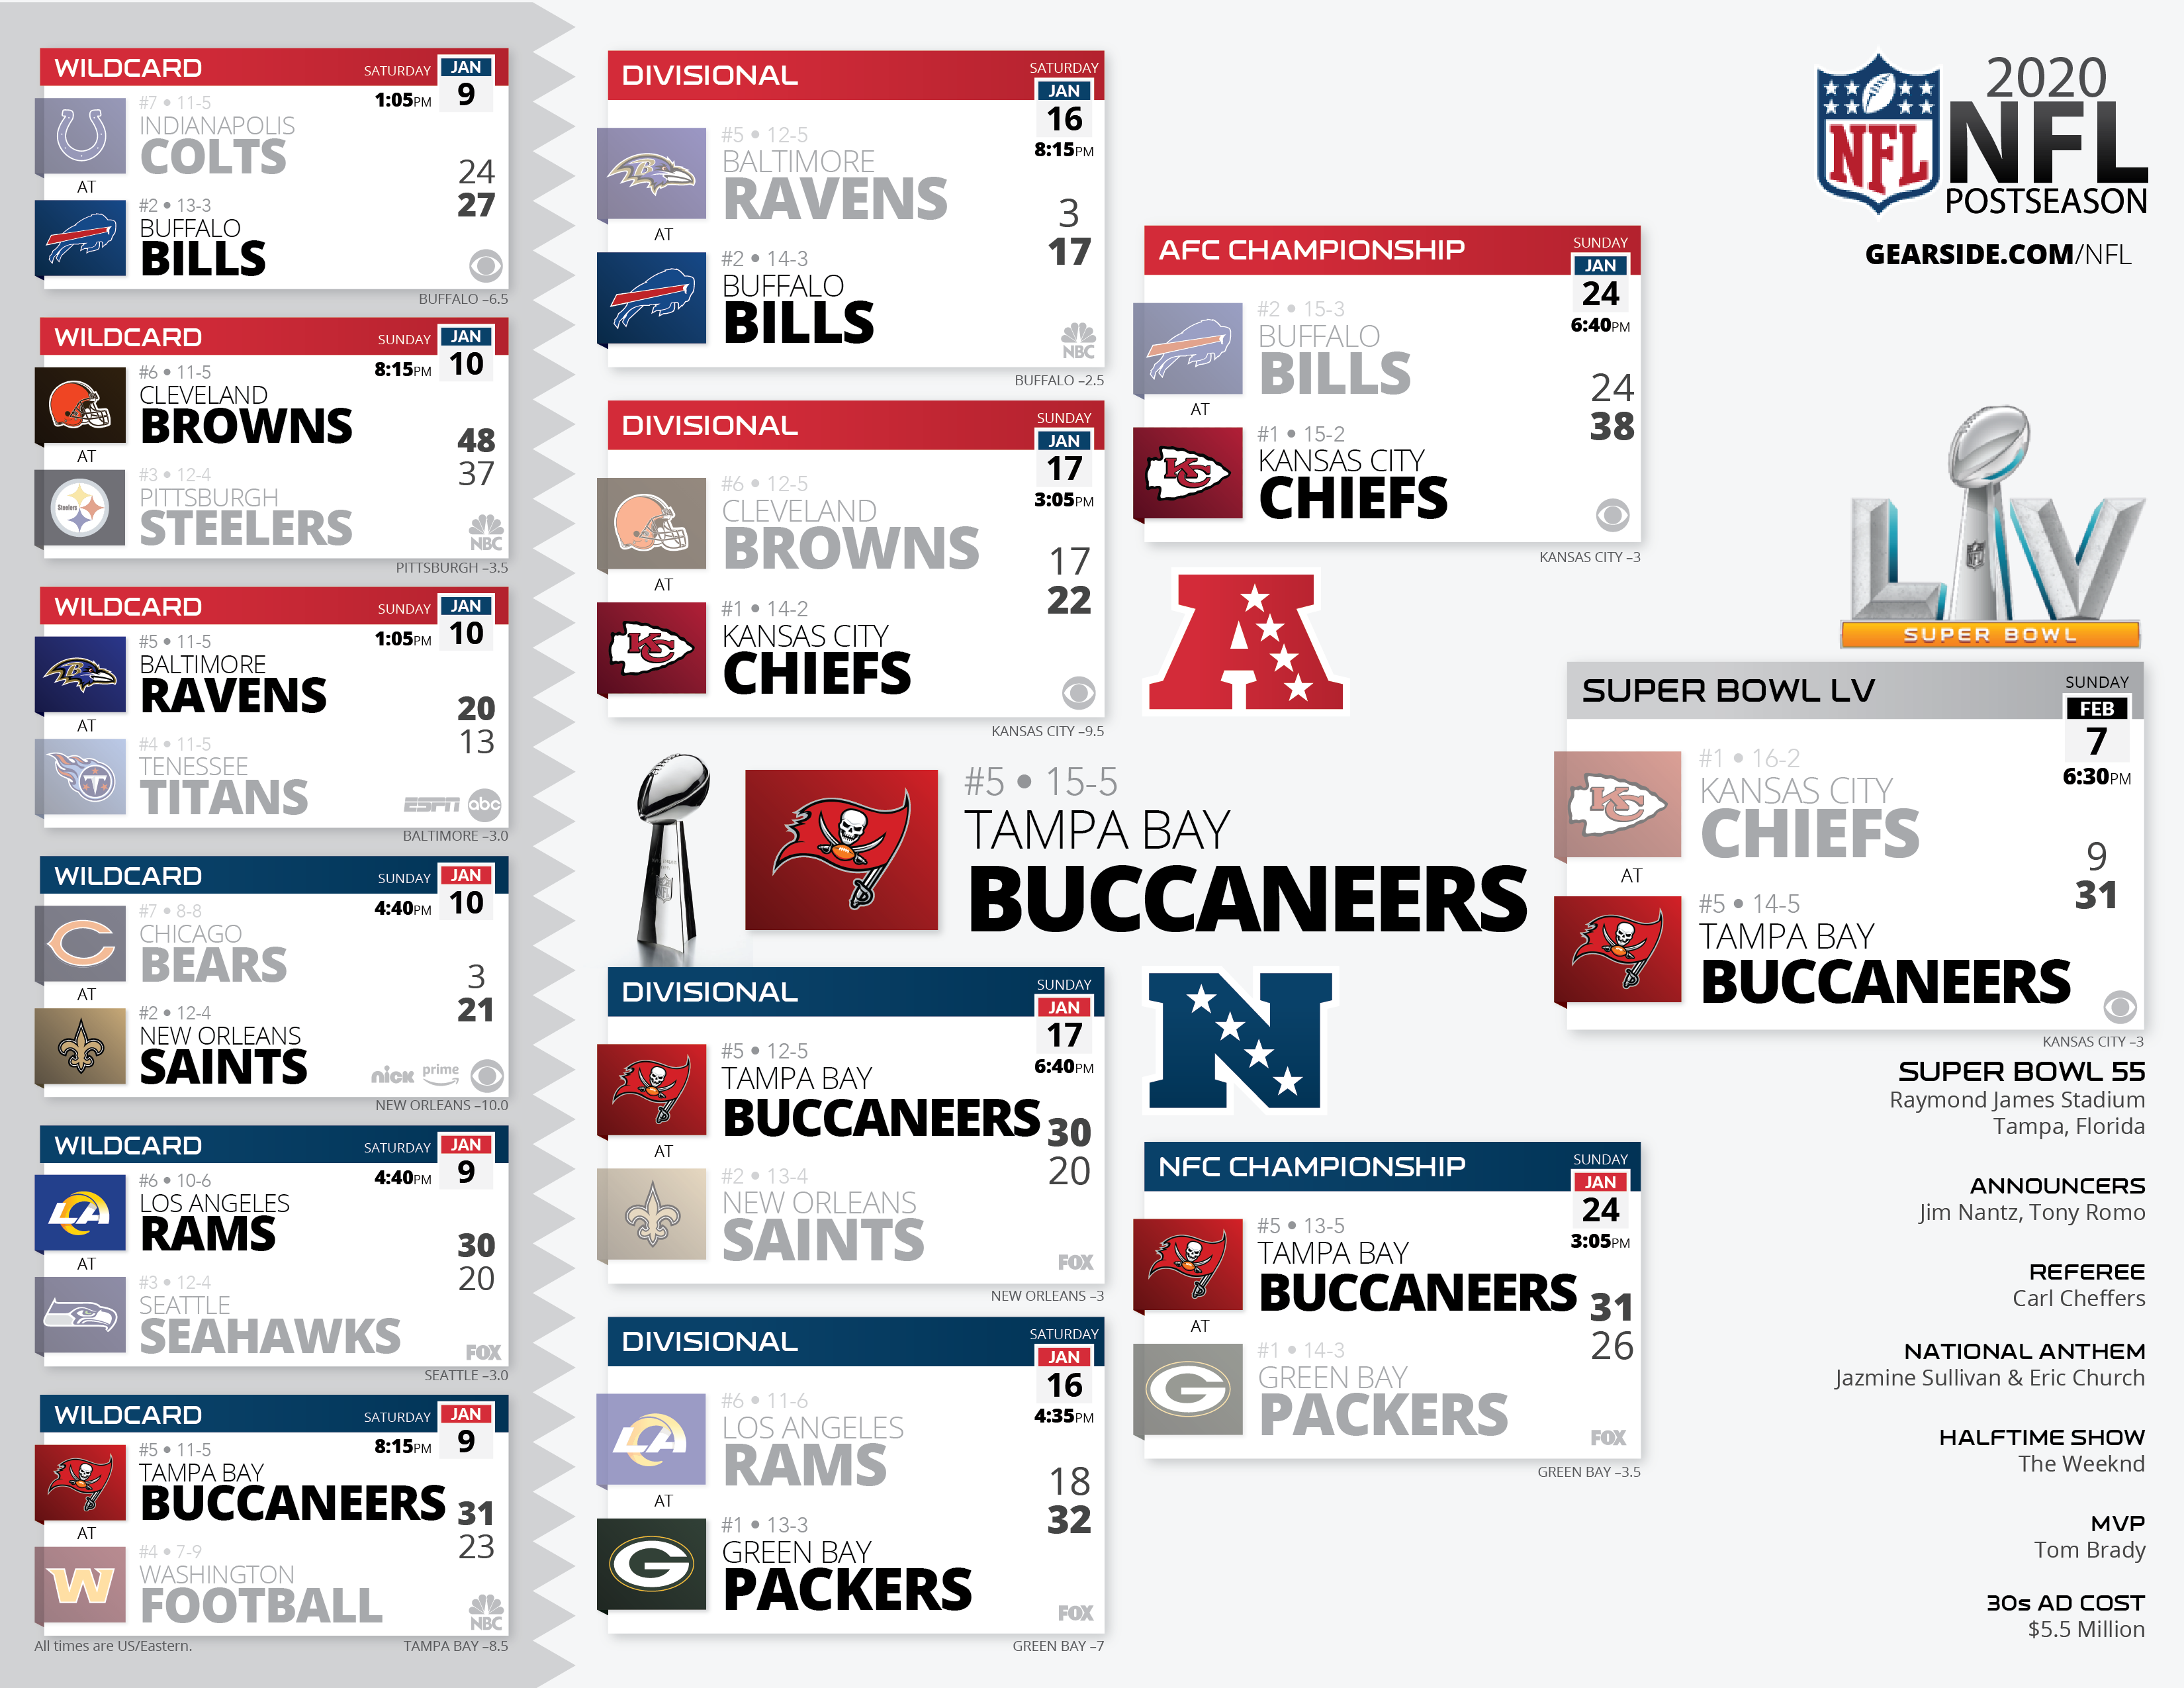 WILDCARD SATURDAY JAN
1:05PM 9
#7 • 11-5
INDIANAPOLIS
COLTS
24
AT
27
#2 • 13-3
BUFFALO
BILLS
BUFFALO –6.5
WILDCARD SUNDAY JAN
8:15PM 10
#6 • 11-5
CLEVELAND
BROWNS
48
AT
37
#3 • 12-4
PITTSBURGH
Steelers
STEELERS
NBC
PITTSBURGH –3.5
WILDCARD SUNDAY JAN
1:05PM 10
#5 • 11-5
BALTIMORE
RAVENS
20
AT
13
#4 • 11-5
TENESSEE
TITANS
ESPN abc
BALTIMORE –3.0
WILDCARD SUNDAY JAN
4:40PM 10
#7 • 8-8
CHICAGO
BEARS
3
AT
21
#2 • 12-4
NEW ORLEANS
SAINTS
nick prime
NEW ORLEANS –10.0
WILDCARD SATURDAY JAN
4:40PM 9
#6 • 10-6
LOS ANGELES
RAMS
30
AT
20
#3 • 12-4
SEATTLE
SEAHAWKS
FOX
SEATTLE –3.0
WILDCARD SATURDAY JAN
8:15PM 9
#5 • 11-5
TAMPA BAY
BUCCANEERS
31
AT
23
#4 • 7-9
WASHINGTON
W
FOOTBALL
NBC
All times are US/Eastern.
TAMPA BAY –8.5
DIVISIONAL SATURDAY
JAN
16
8:15PM
#5 • 12-5
BALTIMORE
RAVENS
3
AT
17
#2 • 14-3
BUFFALO
BILLS
NBC
BUFFALO –2.5
DIVISIONAL SUNDAY
JAN
17
3:05PM
#6 • 12-5
CLEVELAND
BROWNS
17
AT
22
#1 • 14-2
KANSAS CITY
KC
CHIEFS
KANSAS CITY –9.5
#5 • 15-5
TAMPA BAY
BUCCANEERS
DIVISIONAL SUNDAY
JAN
17
6:40PM
#5 • 12-5
TAMPA BAY
BUCCANEERS
30
AT
20
#2 • 13-4
NEW ORLEANS
SAINTS
FOX
NEW ORLEANS –3
DIVISIONAL SATURDAY
JAN
16
4:35PM
#6 • 11-6
LOS ANGELES
RAMS
18
AT
32
#1 • 13-3
GREEN BAY
G
PACKERS
FOX
GREEN BAY –7
AFC CHAMPIONSHIP SUNDAY
JAN
24
6:40PM
#2 • 15-3
BUFFALO
BILLS
24
AT
38
#1 • 15-2
KANSAS CITY
KC
CHIEFS
KANSAS CITY –3
A
N
NFC CHAMPIONSHIP SUNDAY
JAN
24
3:05PM
#5 • 13-5
TAMPA BAY
BUCCANEERS
31
AT
26
#1 • 14-3
GREEN BAY
G
PACKERS
FOX
GREEN BAY –3.5
NFL
2020
NFL
POSTSEASON
GEARSIDE.COM/NFL
LV
SUPER BOWL
SUPER BOWL LV SUNDAY
FEB
7
6:30PM
#1 • 16-2
KANSAS CITY
KC
CHIEFS
9
AT
31
#5 • 14-5
TAMPA BAY
BUCCANEERS
KANSAS CITY –3
SUPER BOWL 55
Raymond James Stadium
Tampa, Florida
ANNOUNCERS
Jim Nantz, Tony Romo
REFEREE
Carl Cheffers
NATIONAL ANTHEM
Jazmine Sullivan & Eric Church
HALFTIME SHOW
The Weeknd
MVP
Tom Brady
30s AD COST
$5.5 Million